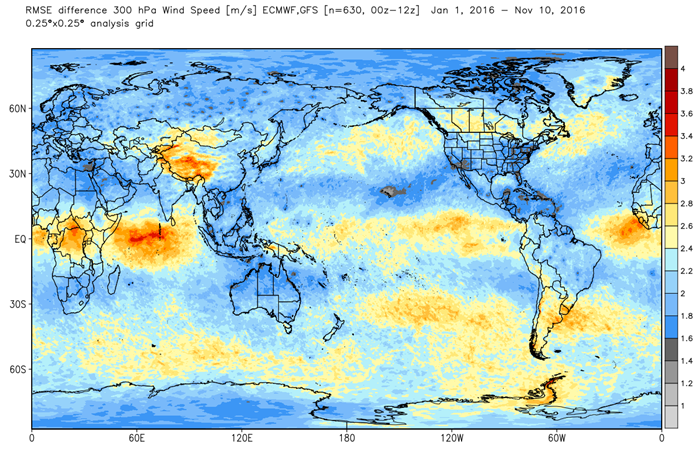 RMSE difference 300 hPa Wind Speed [m/s] ECMWF,GFS [n=630, 00z-12z]  Jan 1, 2016 - Nov 10, 2016
0.25°x0.25° analysis grid
4
3.8
3.6
3.4
3.2
3
2.8
2.6
2.4
2.2
2
1.8
1.6
1.4
1.2
1
60N
30N
EQ
30S
60S
0
60E
120E
180
120W
60W
0